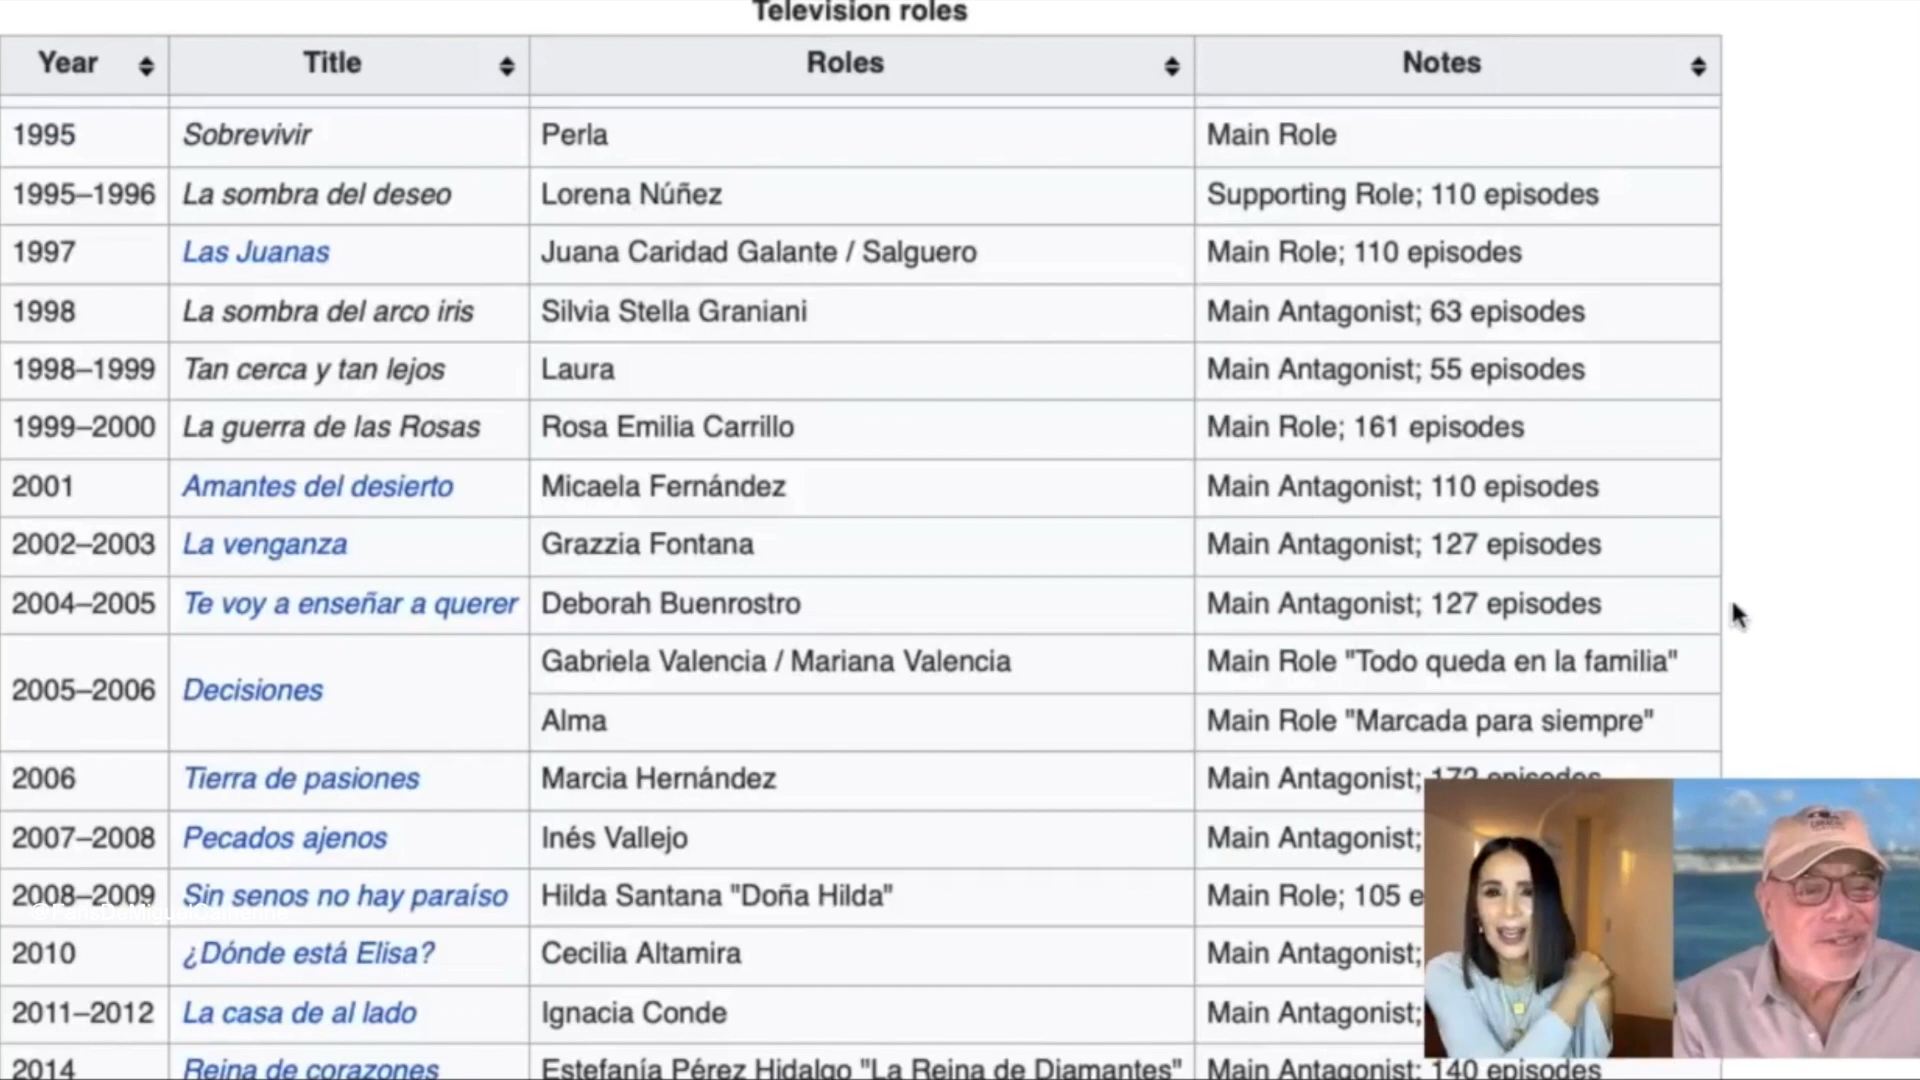 Television roles
Year Title Roles Notes
1995 Sobrevivir Perla Main Role
1995–1996 La sombra del deseo Lorena Núñez Supporting Role; 110 episodes
1997 Las Juanas Juana Caridad Galante / Salguero Main Role; 110 episodes
1998 La sombra del arco iris Silvia Stella Graniani Main Antagonist; 63 episodes
1998–1999 Tan cerca y tan lejos Laura Main Antagonist; 55 episodes
1999–2000 La guerra de las Rosas Rosa Emilia Carrillo Main Role; 161 episodes
2001 Amantes del desierto Micaela Fernández Main Antagonist; 110 episodes
2002–2003 La venganza Grazzia Fontana Main Antagonist; 127 episodes
2004–2005 Te voy a enseñar a querer Deborah Buenrostro Main Antagonist; 127 episodes
2005–2006 Decisiones Gabriela Valencia / Mariana Valencia Main Role "Todo queda en la familia"
Alma Main Role "Marcada para siempre"
2006 Tierra de pasiones Marcia Hernández Main Antagonist; 172 episodes
2007–2008 Pecados ajenos Inés Vallejo Main Antagonist;
2008–2009 Sin senos no hay paraíso Hilda Santana "Doña Hilda" Main Role; 105 e
2010 ¿Dónde está Elisa? Cecilia Altamira Main Antagonist;
2011–2012 La casa de al lado Ignacia Conde Main Antagonist;
2014 Reina de corazones Estefanía Pérez Hidalgo "La Reina de Diamantes" Main Antagonist; 140 episodes